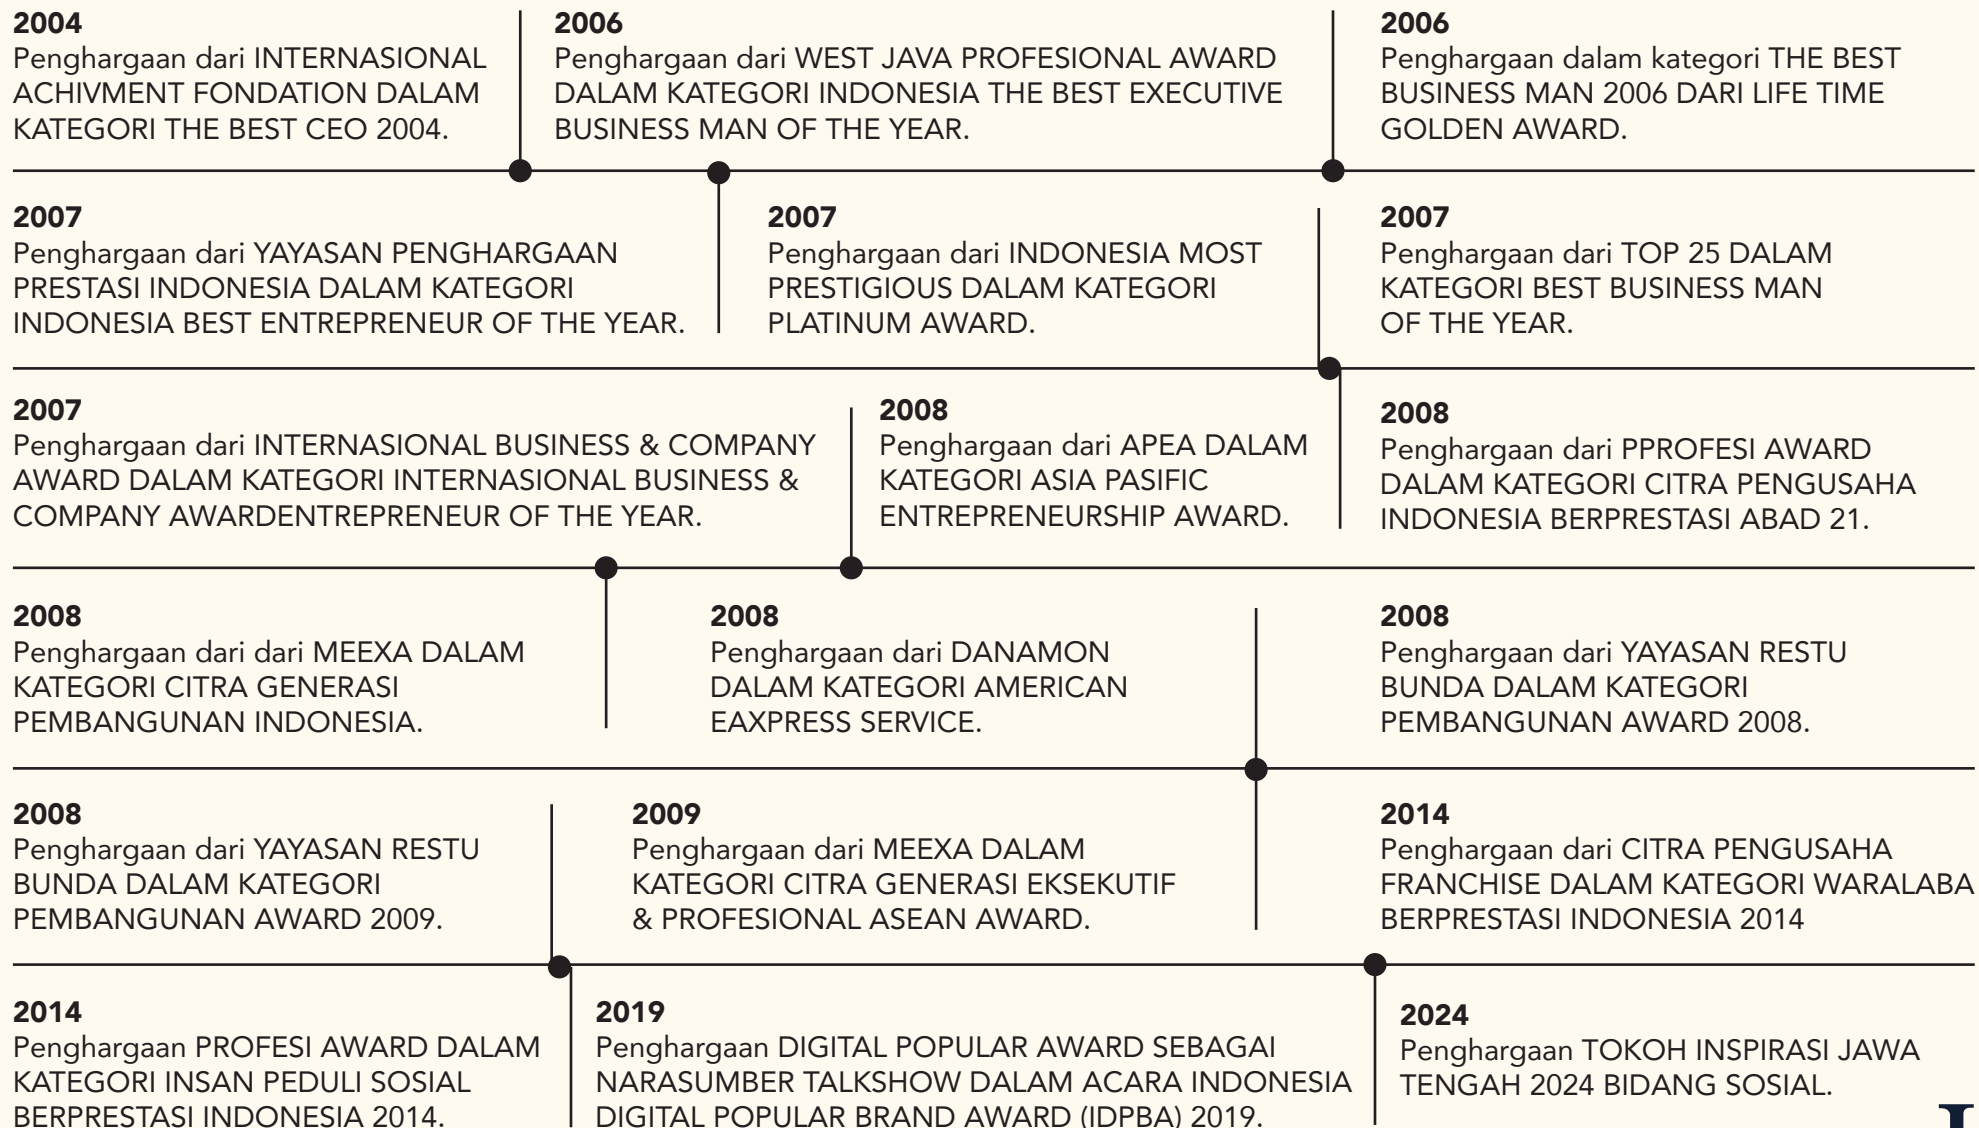 2004
Penghargaan dari INTERNASIONAL
ACHIVMENT FONDATION DALAM
KATEGORI THE BEST CEO 2004.
2006
Penghargaan dari WEST JAVA PROFESIONAL AWARD
DALAM KATEGORI INDONESIA THE BEST EXECUTIVE
BUSINESS MAN OF THE YEAR.
2006
Penghargaan dalam kategori THE BEST
BUSINESS MAN 2006 DARI LIFE TIME
GOLDEN AWARD.
2007
Penghargaan dari YAYASAN PENGHARGAAN
PRESTASI INDONESIA DALAM KATEGORI
INDONESIA BEST ENTREPRENEUR OF THE YEAR.
2007
Penghargaan dari INDONESIA MOST
PRESTIGIOUS DALAM KATEGORI
PLATINUM AWARD.
2007
Penghargaan dari TOP 25 DALAM
KATEGORI BEST BUSINESS MAN
OF THE YEAR.
2007
Penghargaan dari INTERNASIONAL BUSINESS & COMPANY
AWARD DALAM KATEGORI INTERNASIONAL BUSINESS &
COMPANY AWARDENTREPRENEUR OF THE YEAR.
2008
Penghargaan dari APEA DALAM
KATEGORI ASIA PASIFIC
ENTREPRENEURSHIP AWARD.
2008
Penghargaan dari PPROFESI AWARD
DALAM KATEGORI CITRA PENGUSAHA
INDONESIA BERPRESTASI ABAD 21.
2008
Penghargaan dari dari MEEXA DALAM
KATEGORI CITRA GENERASI
PEMBANGUNAN INDONESIA.
2008
Penghargaan dari DANAMON
DALAM KATEGORI AMERICAN
EAXPRESS SERVICE.
2008
Penghargaan dari YAYASAN RESTU
BUNDA DALAM KATEGORI
PEMBANGUNAN AWARD 2008.
2008
Penghargaan dari YAYASAN RESTU
BUNDA DALAM KATEGORI
PEMBANGUNAN AWARD 2009.
2009
Penghargaan dari MEEXA DALAM
KATEGORI CITRA GENERASI EKSEKUTIF
& PROFESIONAL ASEAN AWARD.
2014
Penghargaan dari CITRA PENGUSAHA
FRANCHISE DALAM KATEGORI WARALABA
BERPRESTASI INDONESIA 2014
2014
Penghargaan PROFESI AWARD DALAM
KATEGORI INSAN PEDULI SOSIAL
BERPRESTASI INDONESIA 2014.
2019
Penghargaan DIGITAL POPULAR AWARD SEBAGAI
NARASUMBER TALKSHOW DALAM ACARA INDONESIA
DIGITAL POPULAR BRAND AWARD (IDPBA) 2019.
2024
Penghargaan TOKOH INSPIRASI JAWA
TENGAH 2024 BIDANG SOSIAL.